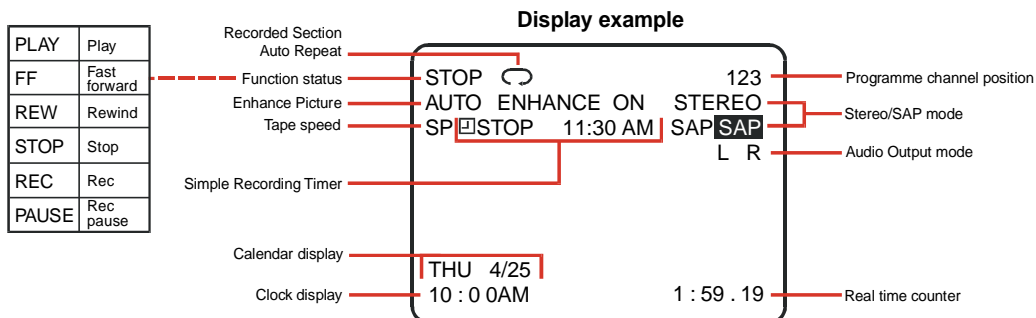 Display example
PLAY Play
FF Fast forward
REW Rewind
STOP Stop
REC Rec
PAUSE Rec pause
Recorded Section
Auto Repeat
Function status
Enhance Picture
Tape speed
Simple Recording Timer
Calendar display
Clock display
STOP 123
AUTO ENHANCE ON STEREO
SP STOP 11:30 AM SAP SAP
L R
THU 4/25
10 : 0 0AM 1 : 59 . 19
Programme channel position
Stereo/SAP mode
Audio Output mode
Real time counter